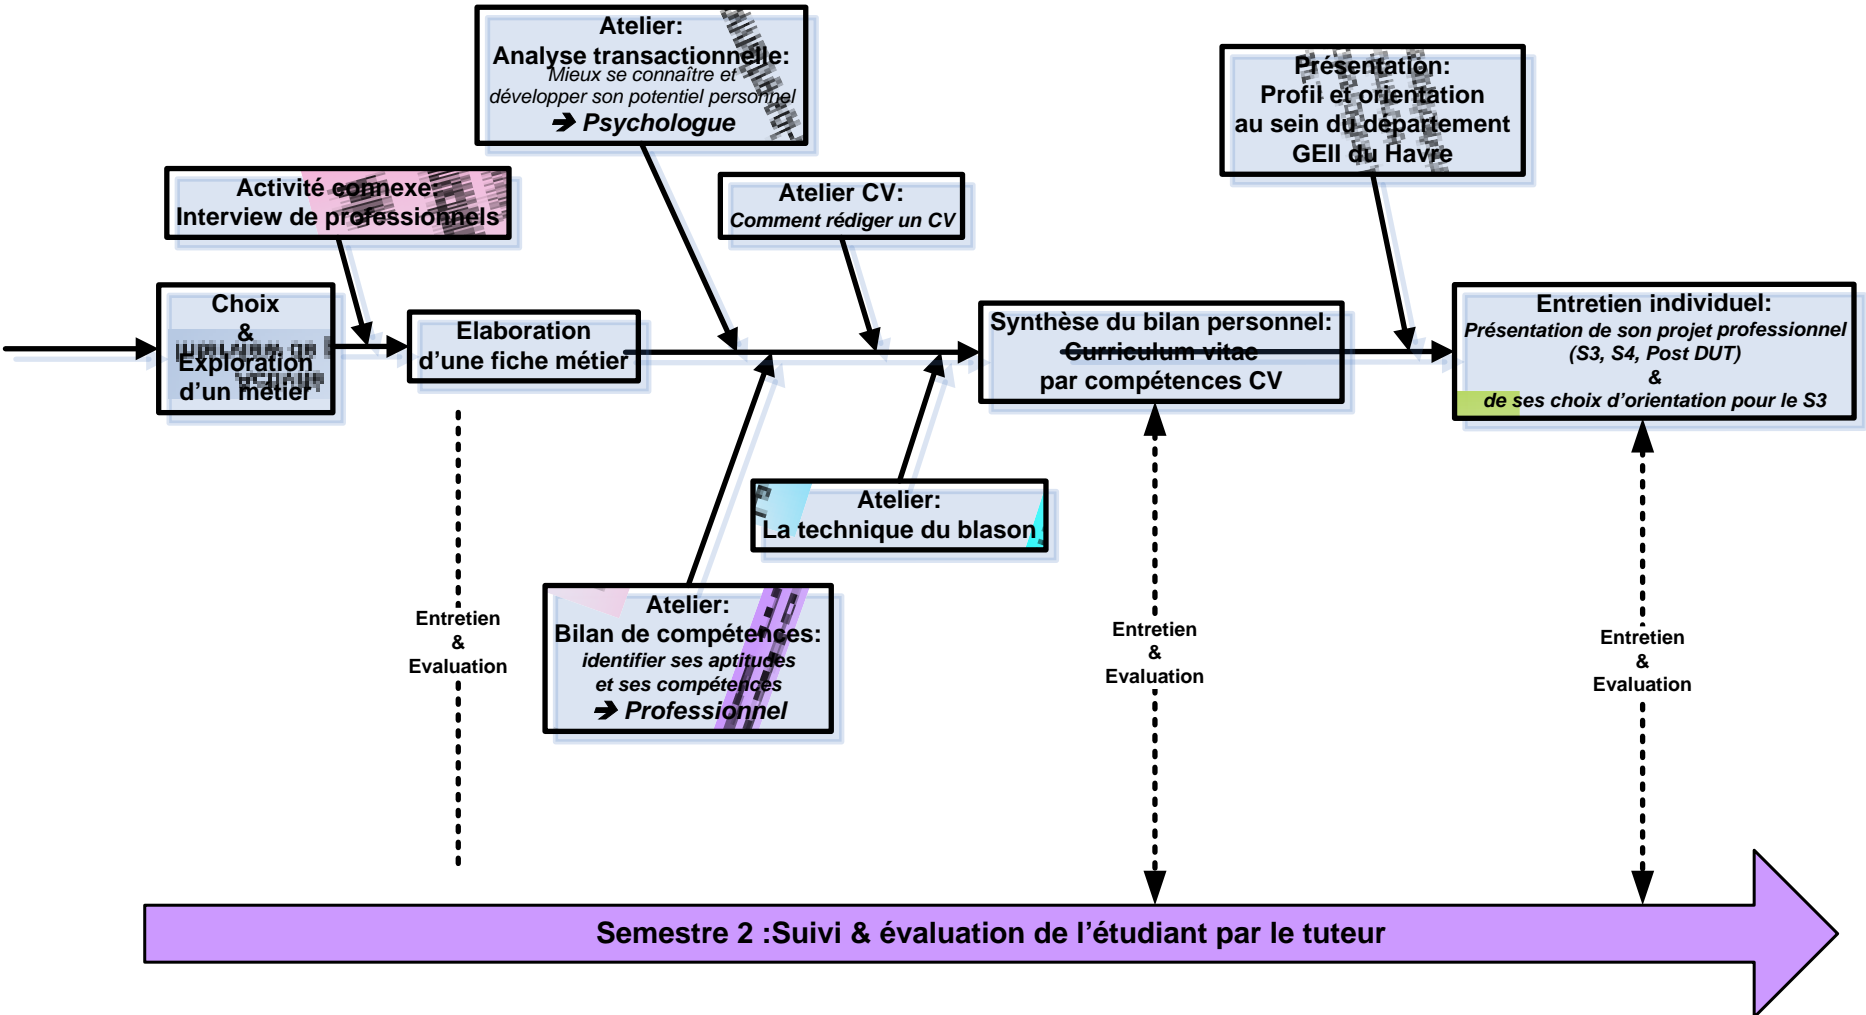 Atelier:
Analyse transactionnelle:
Mieux se connaître et
développer son potentiel personnel
➔ Psychologue
Présentation:
Profil et orientation
au sein du département
GEII du Havre
Activité connexe:
Interview de professionnels
Atelier CV:
Comment rédiger un CV
Choix
&
Exploration
d'un métier
Elaboration
d'une fiche métier
Synthèse du bilan personnel:
Curriculum vitae
par compétences CV
Entretien individuel:
Présentation de son projet professionnel
(S3, S4, Post DUT)
&
de ses choix d'orientation pour le S3
Atelier:
La technique du blason
Atelier:
Bilan de compétences:
identifier ses aptitudes
et ses compétences
➔ Professionnel
Entretien
&
Evaluation
Entretien
&
Evaluation
Entretien
&
Evaluation
Semestre 2 :Suivi & évaluation de l'étudiant par le tuteur